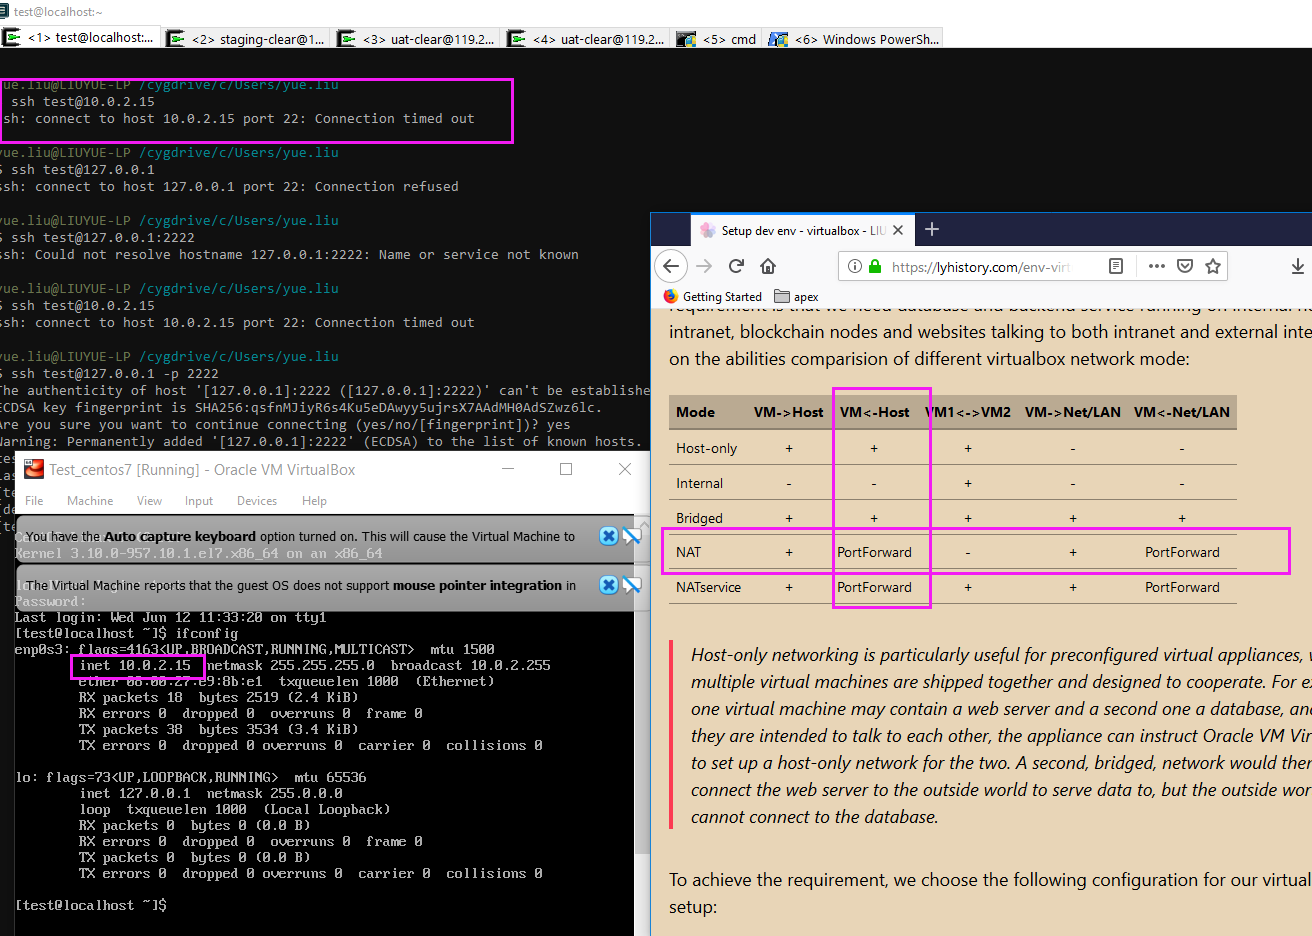 test@localhost:~
<1> test@localhost:...
<2> staging-clear@1...
<3> uat-clear@119.2...
<4> uat-clear@119.2...
<5> cmd
<6> Windows PowerSh...
yue.liu@LIUYUE-LP /cygdrive/c/Users/yue.liu
ssh test@10.0.2.15
ssh: connect to host 10.0.2.15 port 22: Connection timed out
yue.liu@LIUYUE-LP /cygdrive/c/Users/yue.liu
$ ssh test@127.0.0.1
ssh: connect to host 127.0.0.1 port 22: Connection refused
yue.liu@LIUYUE-LP /cygdrive/c/Users/yue.liu
$ ssh test@127.0.0.1:2222
ssh: Could not resolve hostname 127.0.0.1:2222: Name or service not known
yue.liu@LIUYUE-LP /cygdrive/c/Users/yue.liu
$ ssh test@10.0.2.15
ssh: connect to host 10.0.2.15 port 22: Connection timed out
yue.liu@LIUYUE-LP /cygdrive/c/Users/yue.liu
$ ssh test@127.0.0.1 -p 2222
The authenticity of host '[127.0.0.1]:2222 ([127.0.0.1]:2222)' can't be establishe
ECDSA key fingerprint is SHA256:qsfnMJiyR6s4Ku5eDAwyy5ujrsX7AAdMH0AdSZwz6lc.
Are you sure you want to continue connecting (yes/no/[fingerprint])? yes
Warning: Permanently added '[127.0.0.1]:2222' (ECDSA) to the list of known hosts.
Test_centos7 [Running] - Oracle VM VirtualBox
File Machine View Input Devices Help
You have the Auto capture keyboard option turned on. This will cause the Virtual Machine to
Kernel 3.10.0-957.10.1.el7.x86_64 on an x86_64
The Virtual Machine reports that the guest OS does not support mouse pointer integration in
Password:
Last login: Wed Jun 12 11:33:20 on tty1
[test@localhost ~]$ ifconfig
enp0s3: flags=4163<UP,BROADCAST,RUNNING,MULTICAST> mtu 1500
inet 10.0.2.15 netmask 255.255.255.0 broadcast 10.0.2.255
ether 08:00:27:e9:8b:e1 txqueuelen 1000 (Ethernet)
RX packets 18 bytes 2519 (2.4 KiB)
RX errors 0 dropped 0 overruns 0 frame 0
TX packets 38 bytes 3534 (3.4 KiB)
TX errors 0 dropped 0 overruns 0 carrier 0 collisions 0
lo: flags=73<UP,LOOPBACK,RUNNING> mtu 65536
inet 127.0.0.1 netmask 255.0.0.0
loop txqueuelen 1000 (Local Loopback)
RX packets 0 bytes 0 (0.0 B)
RX errors 0 dropped 0 overruns 0 frame 0
TX packets 0 bytes 0 (0.0 B)
TX errors 0 dropped 0 overruns 0 carrier 0 collisions 0
[test@localhost ~]$
Setup dev env - virtualbox - LIU
https://lyhistory.com/env-virt
Getting Started apex
requirement is that we need database and backend service running on internal
intranet, blockchain nodes and websites talking to both intranet and external inte
on the abilities comparision of different virtualbox network mode:
Mode VM->Host VM<-Host VM1<->VM2 VM->Net/LAN VM<-Net/LAN
Host-only + + + - -
Internal - - + - -
Bridged + + + + +
NAT + PortForward - + PortForward
NATservice + PortForward + + PortForward
Host-only networking is particularly useful for preconfigured virtual appliances,
multiple virtual machines are shipped together and designed to cooperate. For ex
one virtual machine may contain a web server and a second one a database, and
they are intended to talk to each other, the appliance can instruct Oracle VM Vir
to set up a host-only network for the two. A second, bridged, network would then
connect the web server to the outside world to serve data to, but the outside wor
cannot connect to the database.
To achieve the requirement, we choose the following configuration for our virtual
setup: